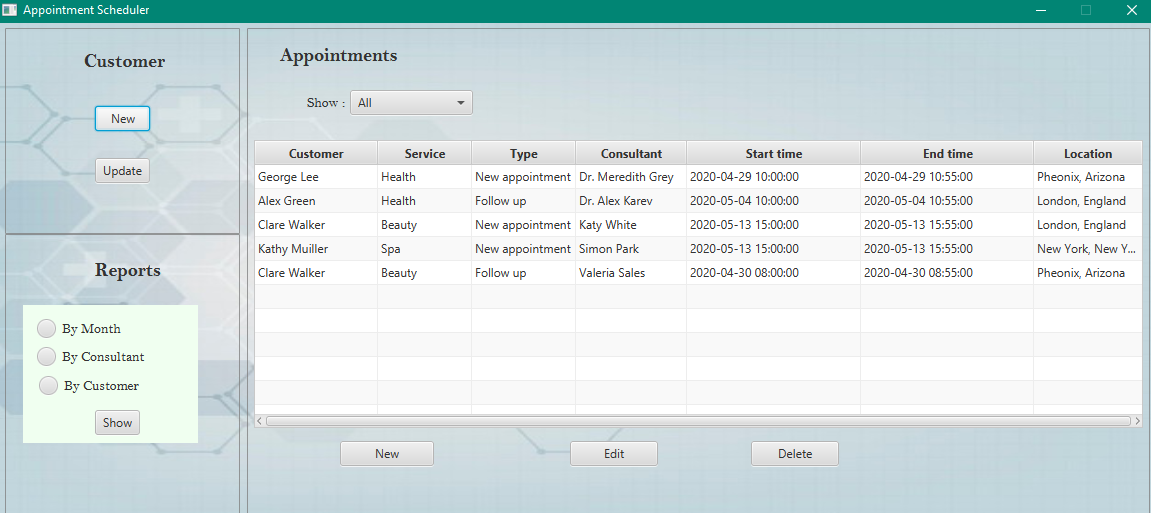 Appointment Scheduler
Customer
New
Update
Reports
By Month
By Consultant
By Customer
Show
Appointments
Show : All
Customer Service Type Consultant Start time End time Location
George Lee Health New appointment Dr. Meredith Grey 2020-04-29 10:00:00 2020-04-29 10:55:00 Pheonix, Arizona
Alex Green Health Follow up Dr. Alex Karev 2020-05-04 10:00:00 2020-05-04 10:55:00 London, England
Clare Walker Beauty New appointment Katy White 2020-05-13 15:00:00 2020-05-13 15:55:00 London, England
Kathy Muiller Spa New appointment Simon Park 2020-05-13 15:00:00 2020-05-13 15:55:00 New York, New Y...
Clare Walker Beauty Follow up Valeria Sales 2020-04-30 08:00:00 2020-04-30 08:55:00 Pheonix, Arizona
New Edit Delete